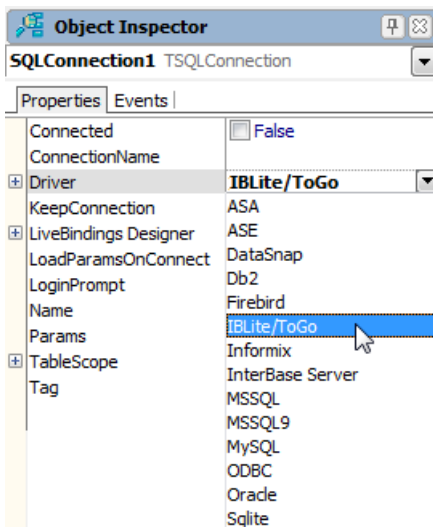 Object Inspector
SQLConnection1 TSQLConnection
Properties Events
Connected False
ConnectionName
Driver IBLite/ToGo
KeepConnection ASA
LiveBindings Designer ASE
LoadParamsOnConnect DataSnap
LoginPrompt Db2
Name Firebird
Params IBLite/ToGo
TableScope Informix
Tag InterBase Server
MSSQL
MSSQL9
MySQL
ODBC
Oracle
Sqlite